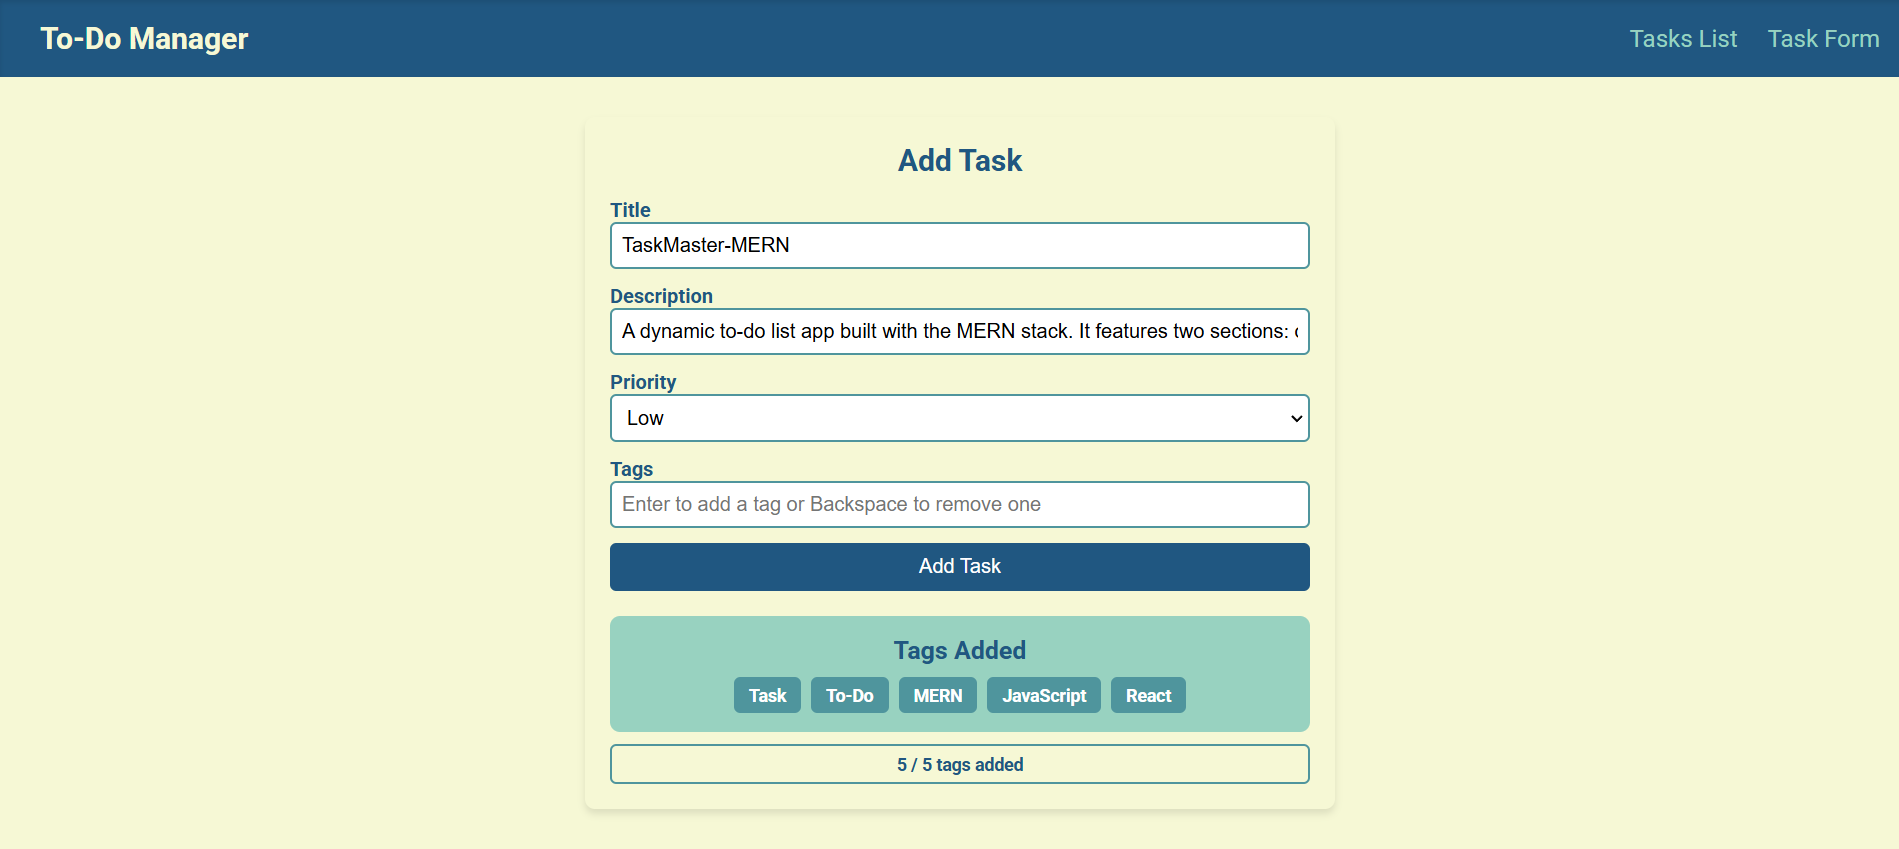 To-Do Manager
Tasks List
Task Form
Add Task
Title
TaskMaster-MERN
Description
A dynamic to-do list app built with the MERN stack. It features two sections:
Priority
Low
Tags
Enter to add a tag or Backspace to remove one
Add Task
Tags Added
Task To-Do MERN JavaScript React
5 / 5 tags added